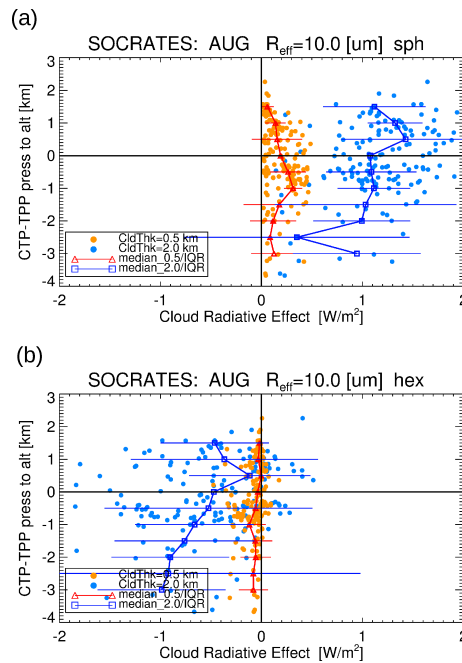 (a)
SOCRATES: AUG R_eff=10.0 [um] sph
CTP-TPP press to alt [km]
3
2
1
0
-1
-2
-3
-4
CldThk=0.5 km
CldThk=2.0 km
median_0.5/IQR
median_2.0/IQR
-2 -1 0 1 2
Cloud Radiative Effect [W/m²]
(b)
SOCRATES: AUG R_eff=10.0 [um] hex
CTP-TPP press to alt [km]
3
2
1
0
-1
-2
-3
-4
CldThk=0.5 km
CldThk=2.0 km
median_0.5/IQR
median_2.0/IQR
-2 -1 0 1 2
Cloud Radiative Effect [W/m²]